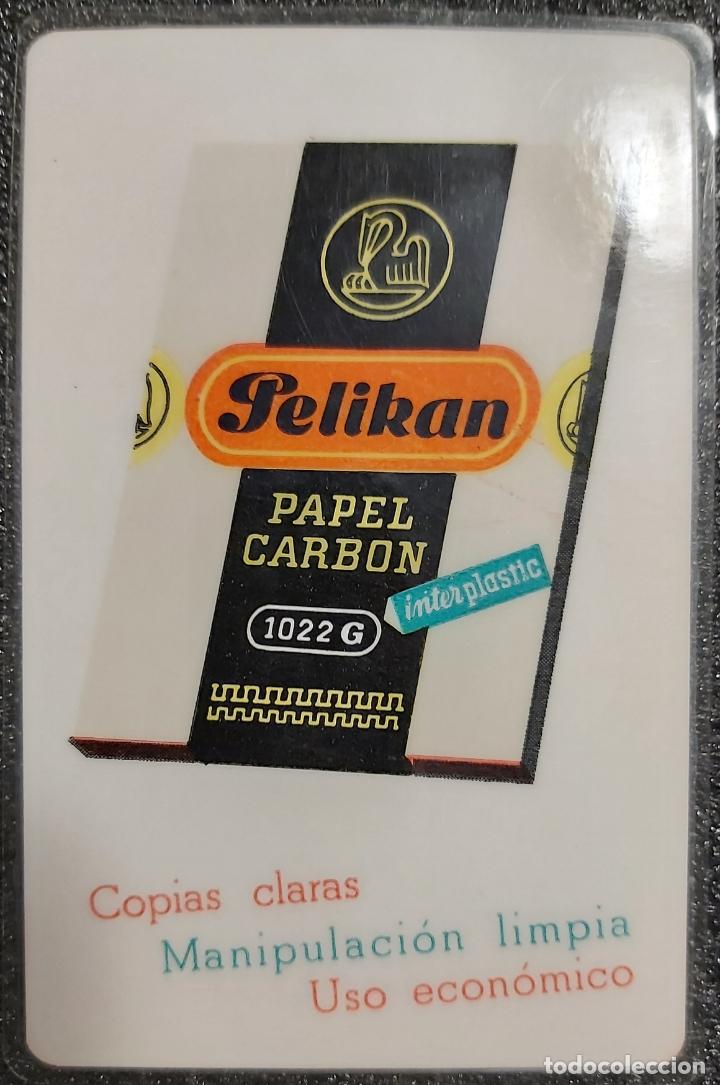 Pelikan
PAPEL
CARBON
interplastic
1022 G
Copias claras
Manipulación limpia
Uso económico
todocoleccion